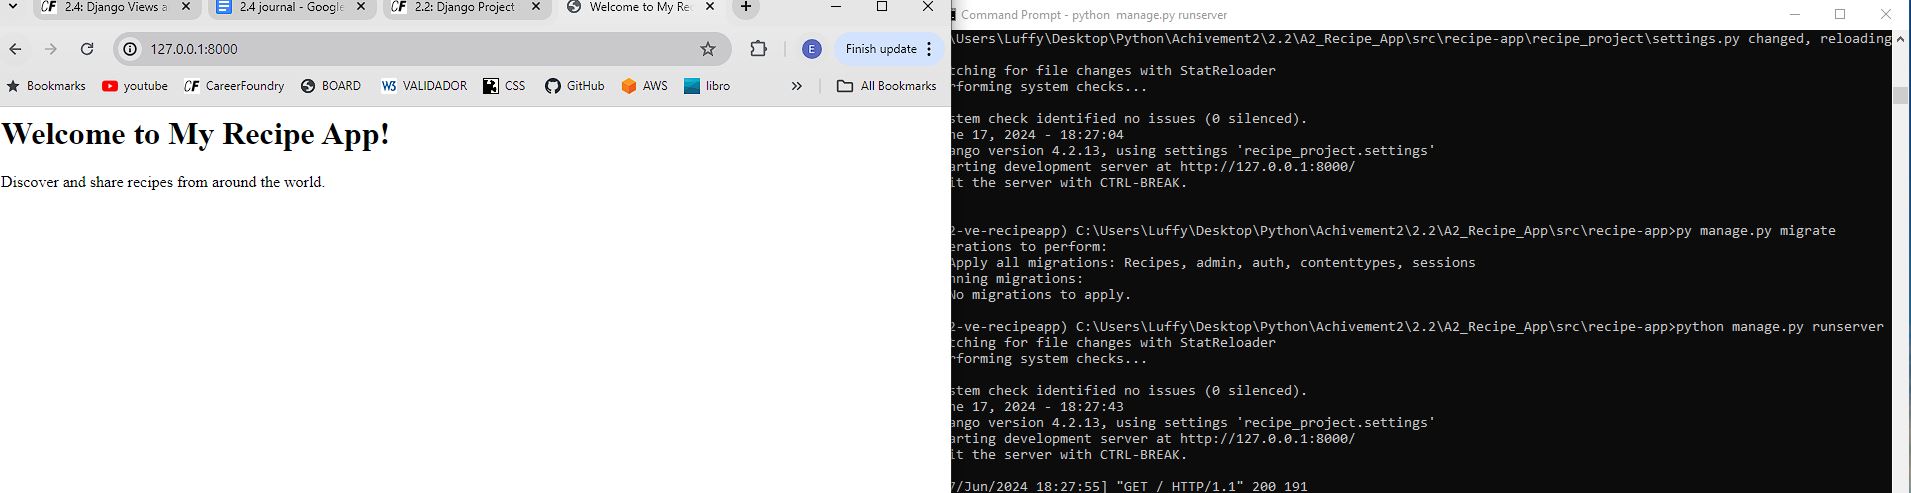 2.4: Django Views a
2.4 journal - Google
2.2: Django Project
Welcome to My Rec
127.0.0.1:8000
E
Finish update
Bookmarks
youtube
CareerFoundry
BOARD
VALIDADOR
CSS
GitHub
AWS
libro
All Bookmarks
Welcome to My Recipe App!
Discover and share recipes from around the world.
Command Prompt - python  manage.py runserver
\Users\Luffy\Desktop\Python\Achivement2\2.2\A2_Recipe_App\src\recipe-app\recipe_project\settings.py changed, reloading
tching for file changes with StatReloader
rforming system checks...
stem check identified no issues (0 silenced).
ne 17, 2024 - 18:27:04
ango version 4.2.13, using settings 'recipe_project.settings'
arting development server at http://127.0.0.1:8000/
it the server with CTRL-BREAK.
2-ve-recipeapp) C:\Users\Luffy\Desktop\Python\Achivement2\2.2\A2_Recipe_App\src\recipe-app>py manage.py migrate
erations to perform:
Apply all migrations: Recipes, admin, auth, contenttypes, sessions
nning migrations:
No migrations to apply.
2-ve-recipeapp) C:\Users\Luffy\Desktop\Python\Achivement2\2.2\A2_Recipe_App\src\recipe-app>python manage.py runserver
tching for file changes with StatReloader
rforming system checks...
stem check identified no issues (0 silenced).
ne 17, 2024 - 18:27:43
ango version 4.2.13, using settings 'recipe_project.settings'
arting development server at http://127.0.0.1:8000/
it the server with CTRL-BREAK.
7/Jun/2024 18:27:55] "GET / HTTP/1.1" 200 191